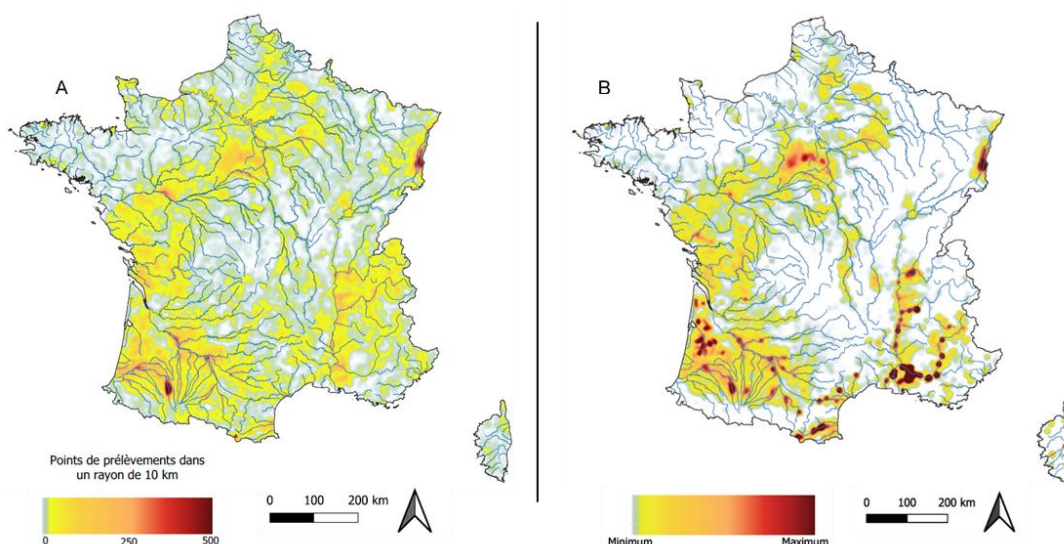 A
B
Points de prélèvements dans
un rayon de 10 km
0 250 500
0 100 200 km
Minimum Maximum
0 100 200 km